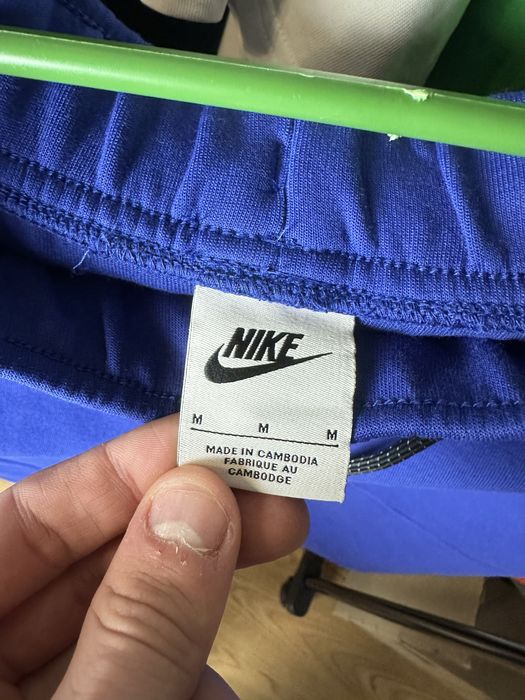 NIKE
M M M
MADE IN CAMBODIA
FABRIQUE AU
CAMBODGE